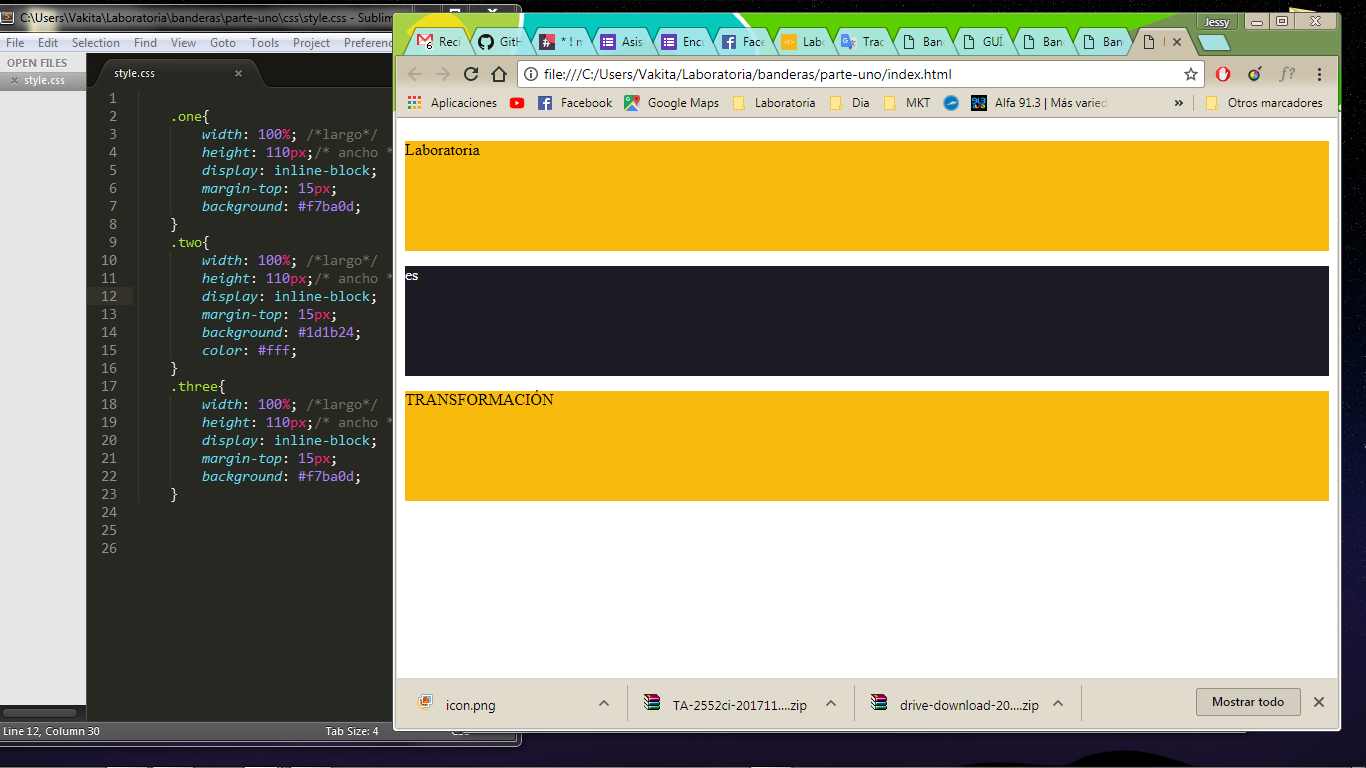 C:\Users\Vakita\Laboratoria\banderas\parte-uno\css\style.css - Sublim
File Edit Selection Find View Goto Tools Project Preferenc
OPEN FILES
style.css
style.css
1
2 .one{
3 width: 100%; /*largo*/
4 height: 110px;/* ancho *
5 display: inline-block;
6 margin-top: 15px;
7 background: #f7ba0d;
8 }
9 .two{
10 width: 100%; /*largo*/
11 height: 110px;/* ancho *
12 display: inline-block;
13 margin-top: 15px;
14 background: #1d1b24;
15 color: #fff;
16 }
17 .three{
18 width: 100%; /*largo*/
19 height: 110px;/* ancho *
20 display: inline-block;
21 margin-top: 15px;
22 background: #f7ba0d;
23 }
24
25
26
Line 12, Column 30 Tab Size: 4
Jessy
6 Reci GitH # * ! m Asis Encu Face Labo Trac Ban GUÍ Ban Ban
file:///C:/Users/Vakita/Laboratoria/banderas/parte-uno/index.html f?
Aplicaciones Facebook Google Maps Laboratoria Dia MKT 91.3 Alfa 91.3 | Más varied » Otros marcadores
Laboratoria
es
TRANSFORMACIÓN
icon.png TA-2552ci-201711....zip drive-download-20....zip Mostrar todo